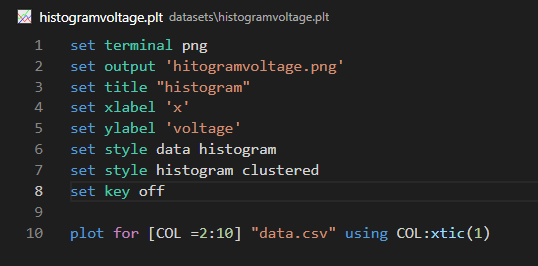 histogramvoltage.plt datasets\histogramvoltage.plt
1 set terminal png
2 set output 'hitogramvoltage.png'
3 set title "histogram"
4 set xlabel 'x'
5 set ylabel 'voltage'
6 set style data histogram
7 set style histogram clustered
8 set key off
9
10 plot for [COL =2:10] "data.csv" using COL:xtic(1)